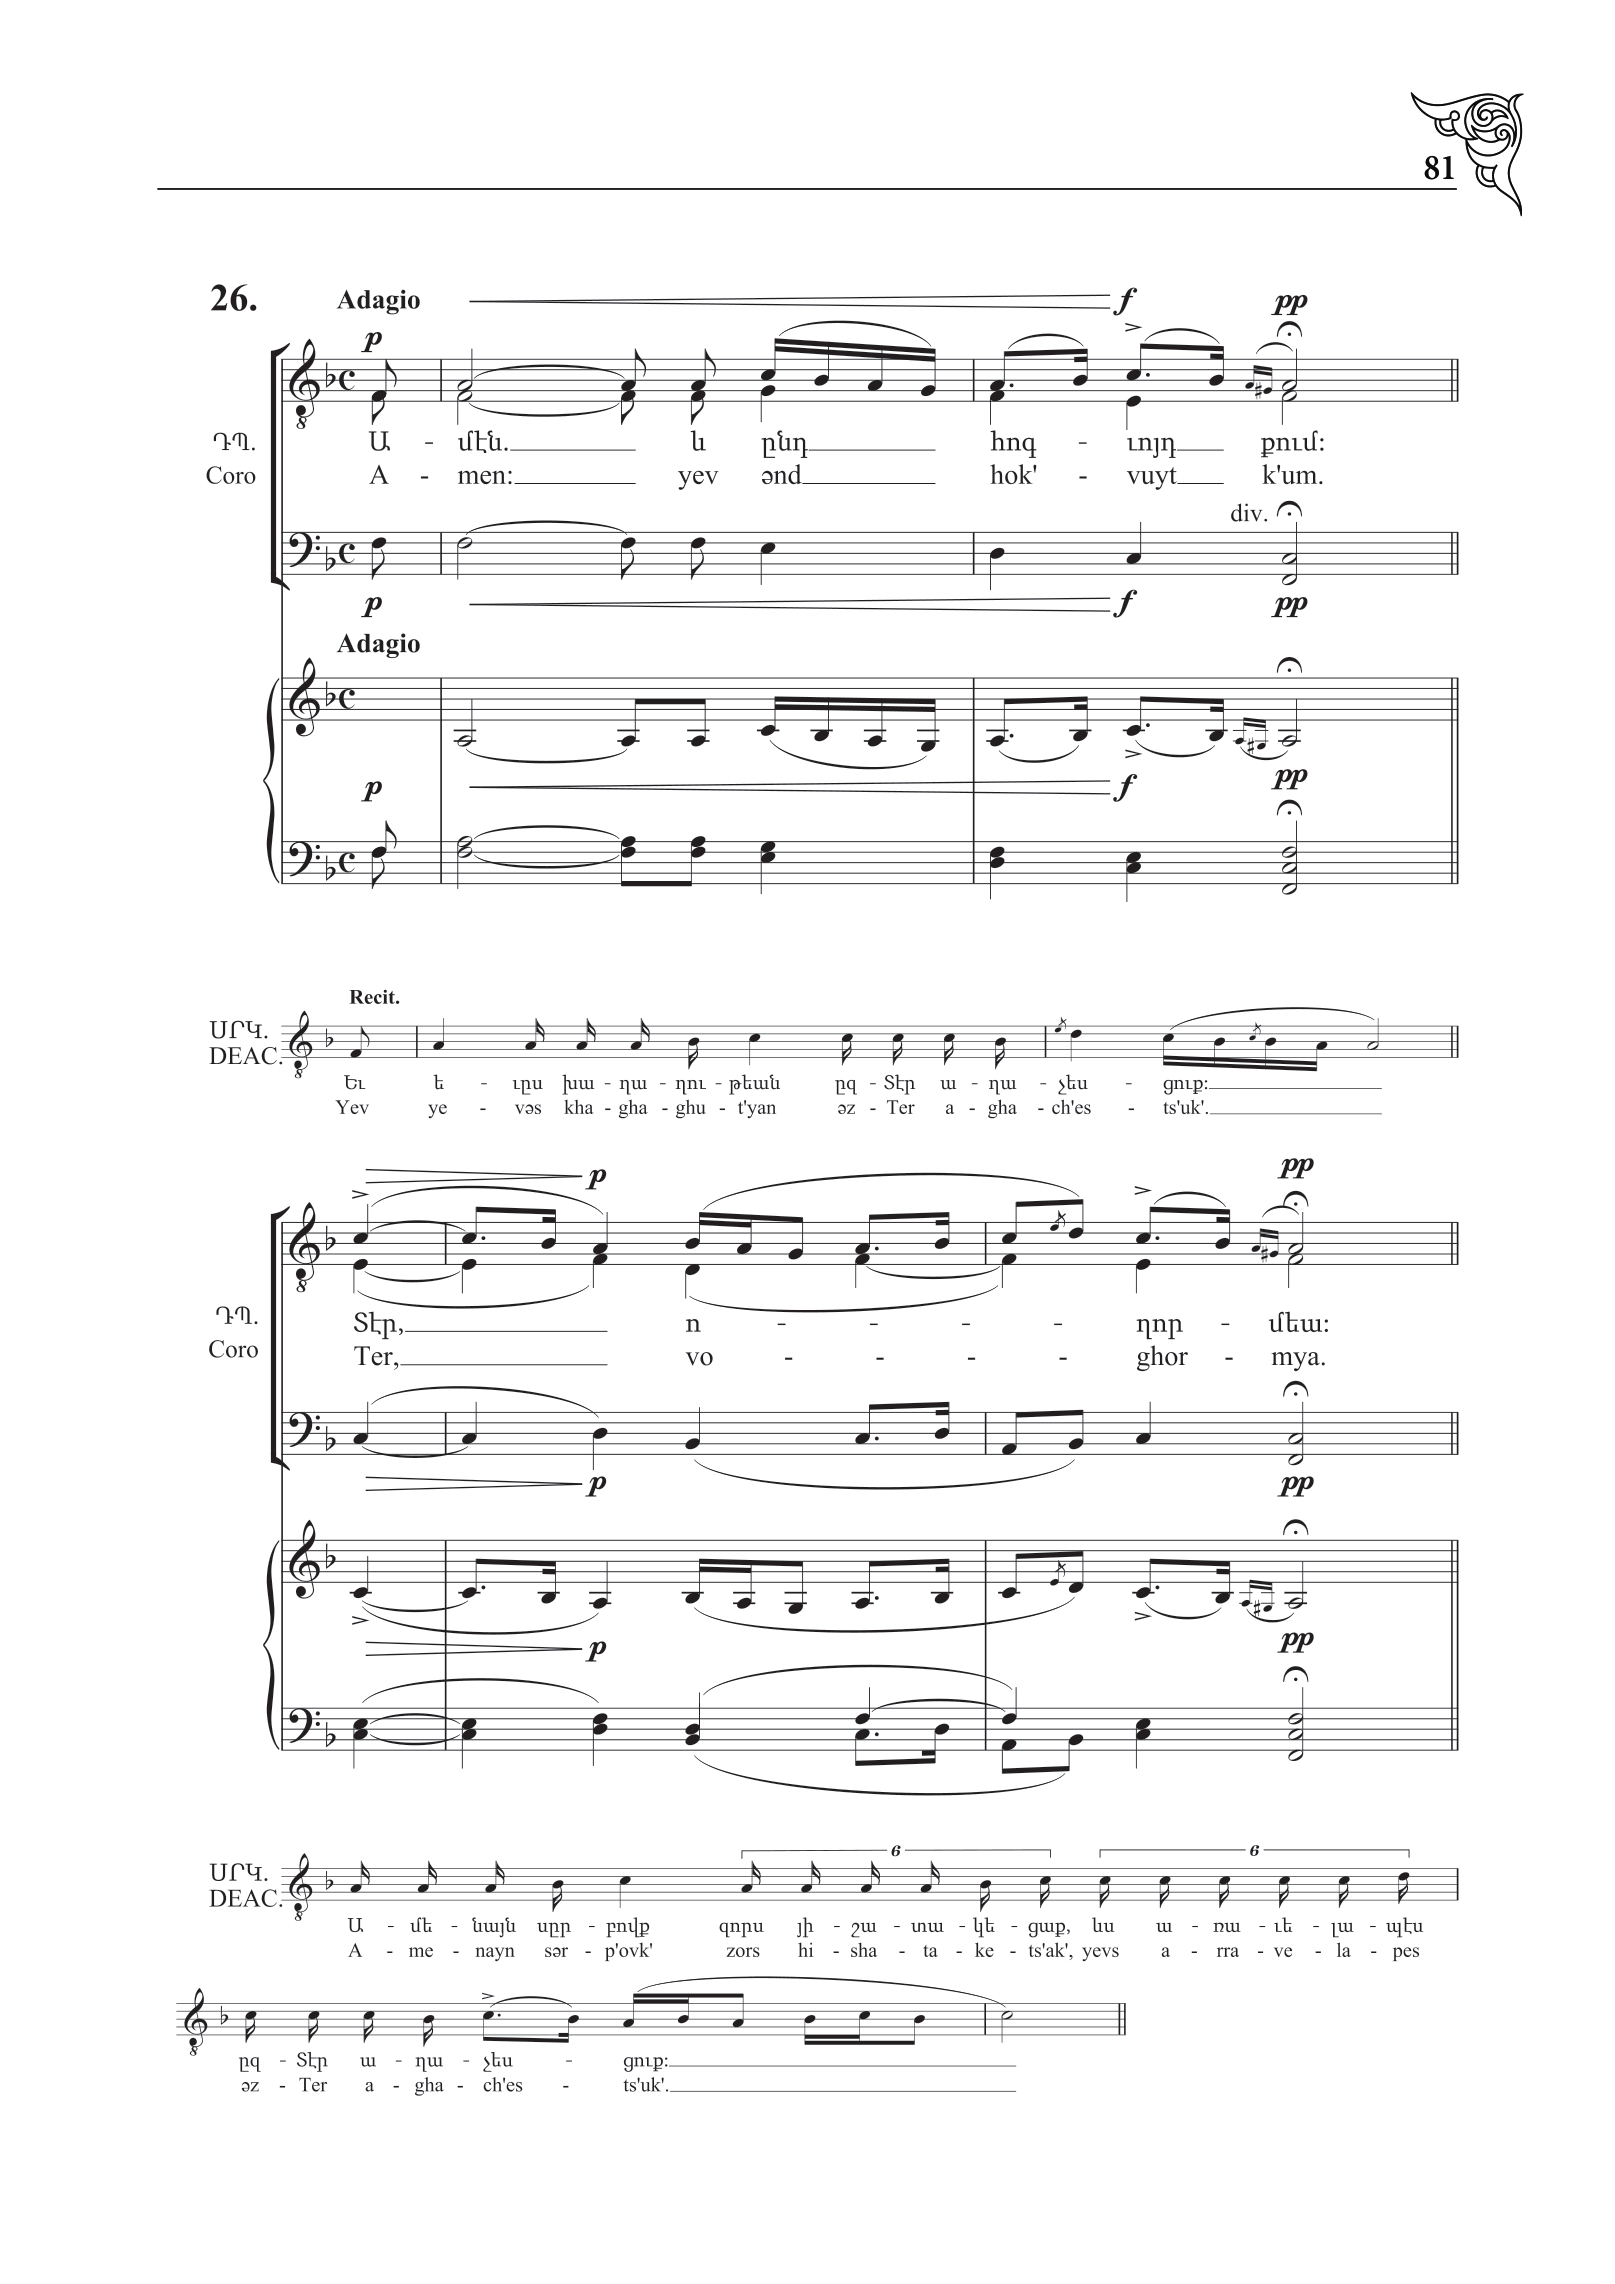 81
26. Adagio f pp
p
ԴՊ. Ա - մէն. և ընդ հոգ - ւոյդ քում:
Coro A - men: yev ənd hok' - vuyt k'um.
div.
p f pp
Adagio
p f pp
Recit.
ՍՐԿ.
DEAC.
Եւ ե - ւըս խա - ղա - ղու - թեան ըզ - Տէր ա - ղա - չես - ցուք:
Yev ye - vəs kha - gha - ghu - t'yan əz - Ter a - gha - ch'es - ts'uk'.
p pp
ԴՊ. Տէր, ո - - - - ղոր - մեա:
Coro Ter, vo - - - - ghor - mya.
p pp
p pp
6 6
ՍՐԿ.
DEAC.
Ա - մե - նայն սըր - բովք զորս յի - շա - տա - կե - ցաք, ևս ա - ռա - ւե - լա - պէս
A - me - nayn sər - p'ovk' zors hi - sha - ta - ke - ts'ak', yevs a - rra - ve - la - pes
ըզ - Տէր ա - ղա - չես - ցուք:
əz - Ter a - gha - ch'es - ts'uk'.